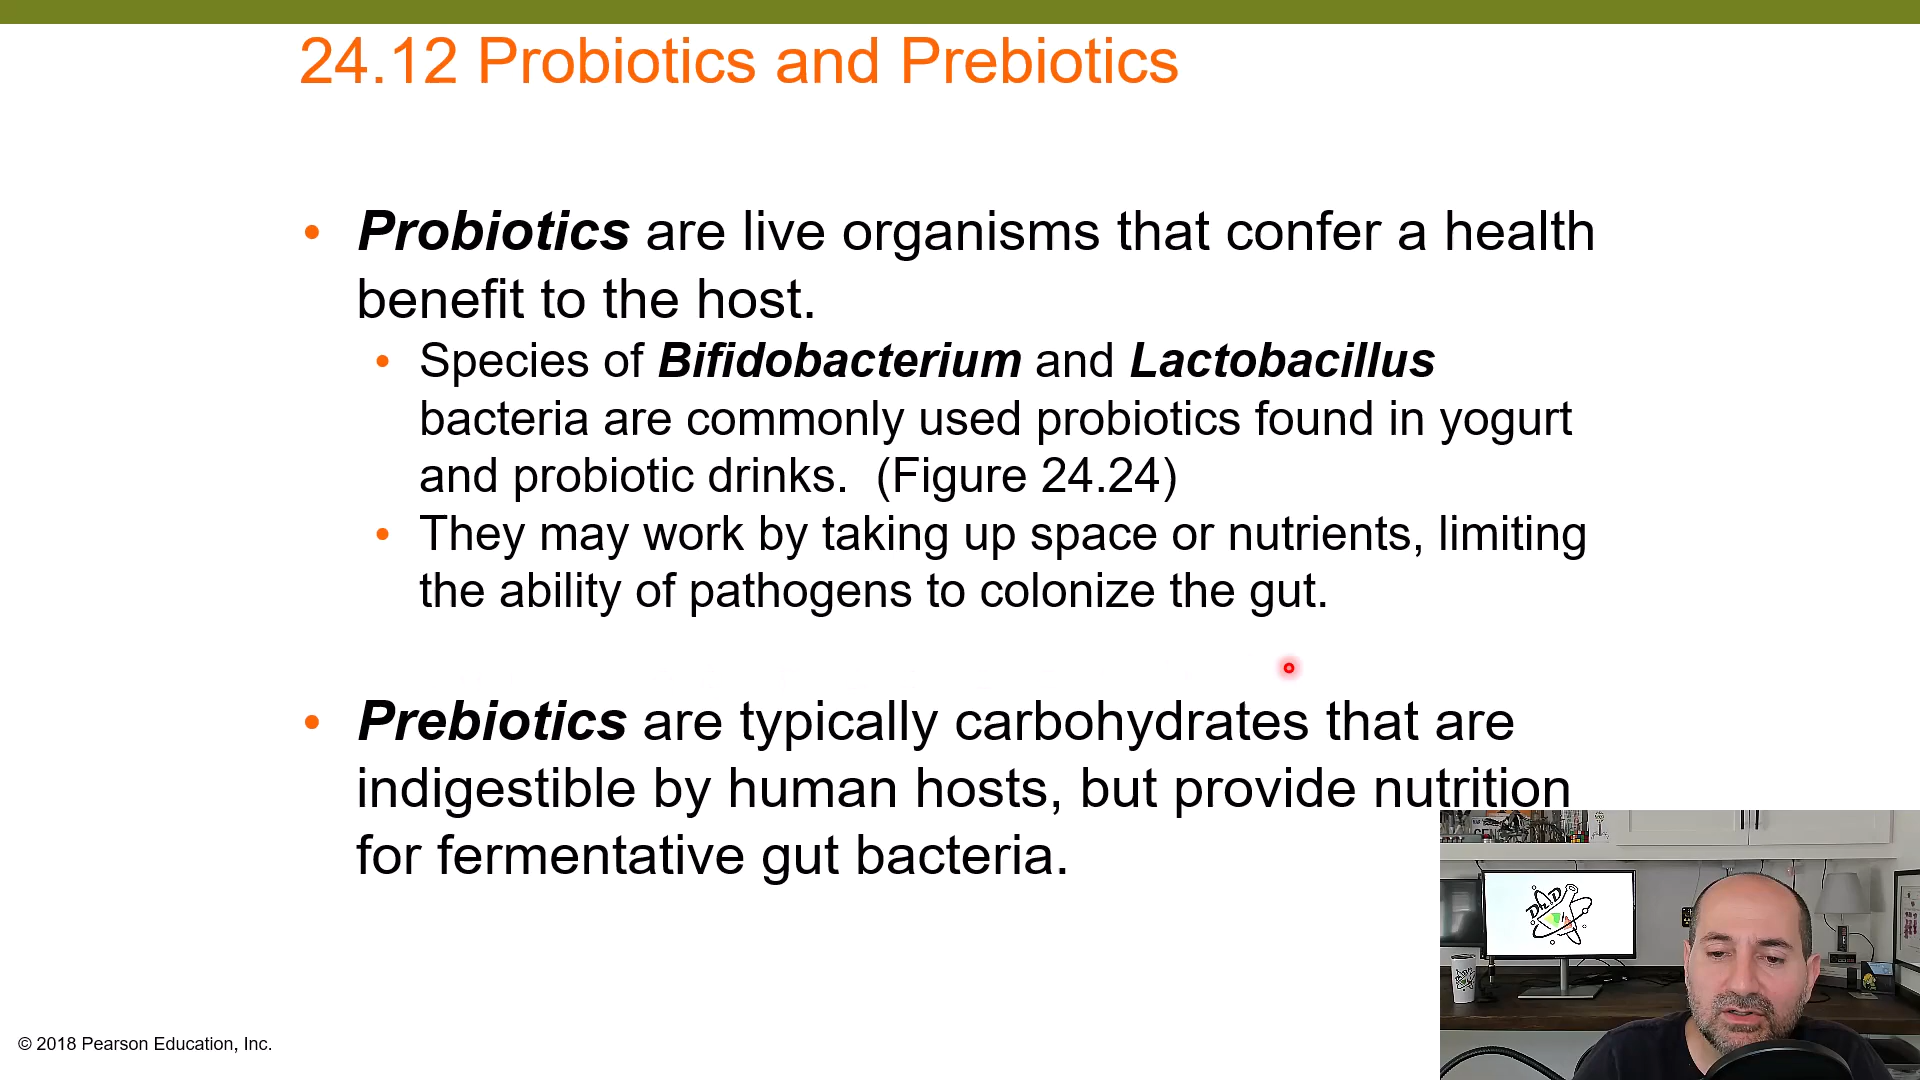 24.12 Probiotics and Prebiotics
• Probiotics are live organisms that confer a health
benefit to the host.
• Species of Bifidobacterium and Lactobacillus
bacteria are commonly used probiotics found in yogurt
and probiotic drinks. (Figure 24.24)
• They may work by taking up space or nutrients, limiting
the ability of pathogens to colonize the gut.
• Prebiotics are typically carbohydrates that are
indigestible by human hosts, but provide nutrition
for fermentative gut bacteria.
© 2018 Pearson Education, Inc.